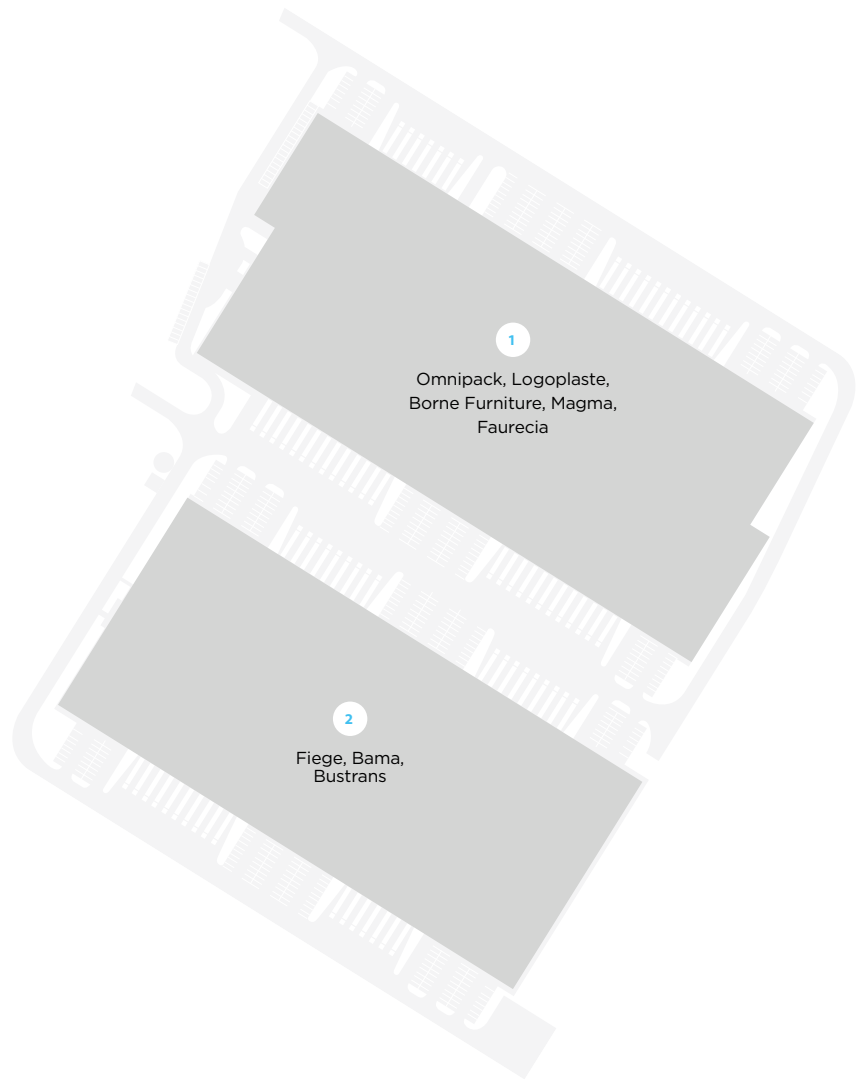 1
Omnipack, Logoplaste,
Borne Furniture, Magma,
Faurecia
2
Fiege, Bama,
Bustrans